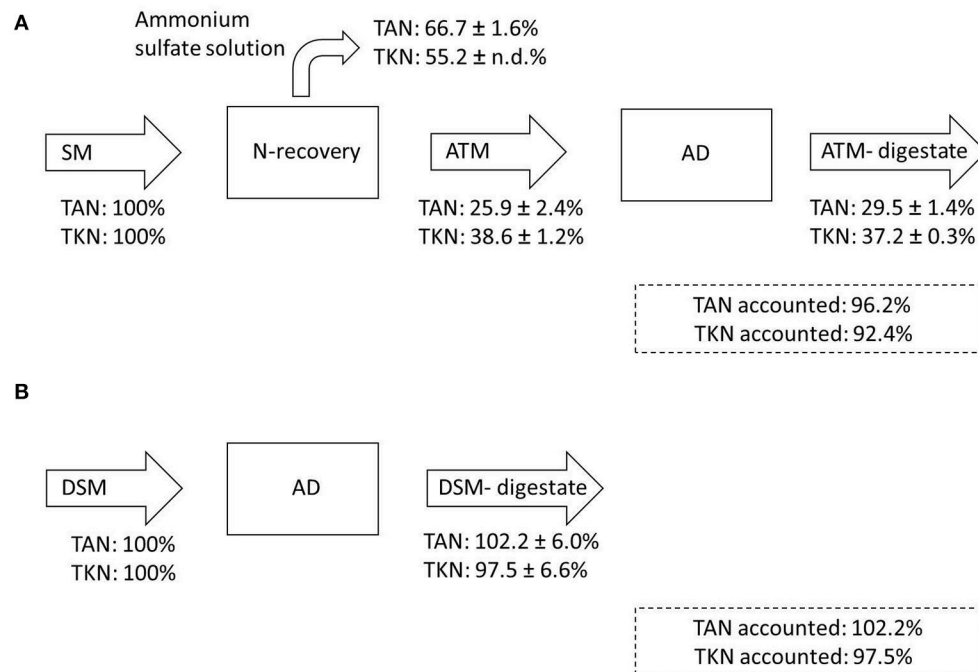 A
Ammonium
sulfate solution
TAN: 66.7 ± 1.6%
TKN: 55.2 ± n.d.%
SM
N-recovery
ATM
AD
ATM- digestate
TAN: 100%
TKN: 100%
TAN: 25.9 ± 2.4%
TKN: 38.6 ± 1.2%
TAN: 29.5 ± 1.4%
TKN: 37.2 ± 0.3%
TAN accounted: 96.2%
TKN accounted: 92.4%
B
DSM
AD
DSM- digestate
TAN: 100%
TKN: 100%
TAN: 102.2 ± 6.0%
TKN: 97.5 ± 6.6%
TAN accounted: 102.2%
TKN accounted: 97.5%